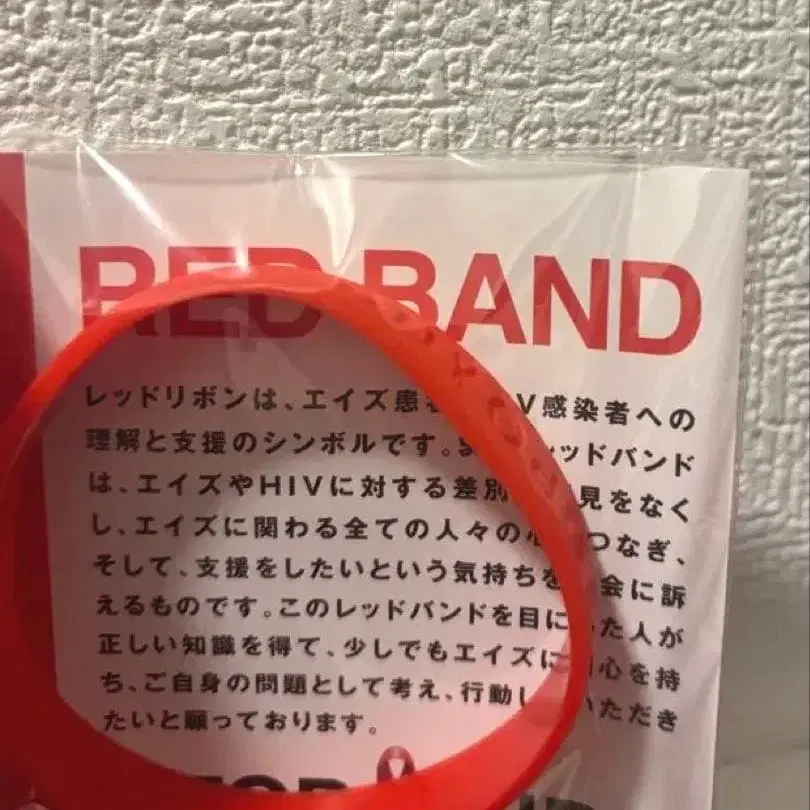 RED BAND
レッドリボンは、エイズ患者 V感染者への
理解と支援のシンボルです。ま ッドバンド
は、エイズやHIVに対する差別 見をなく
し、エイズに関わる全ての人々の心 つなぎ、
そして、支援をしたいという気持ちを 会に訴
えるものです。このレッドバンドを目に た人が
正しい知識を得て、少しでもエイズに 心を持
ち、ご自身の問題として考え、行動し いただき
たいと願っております。